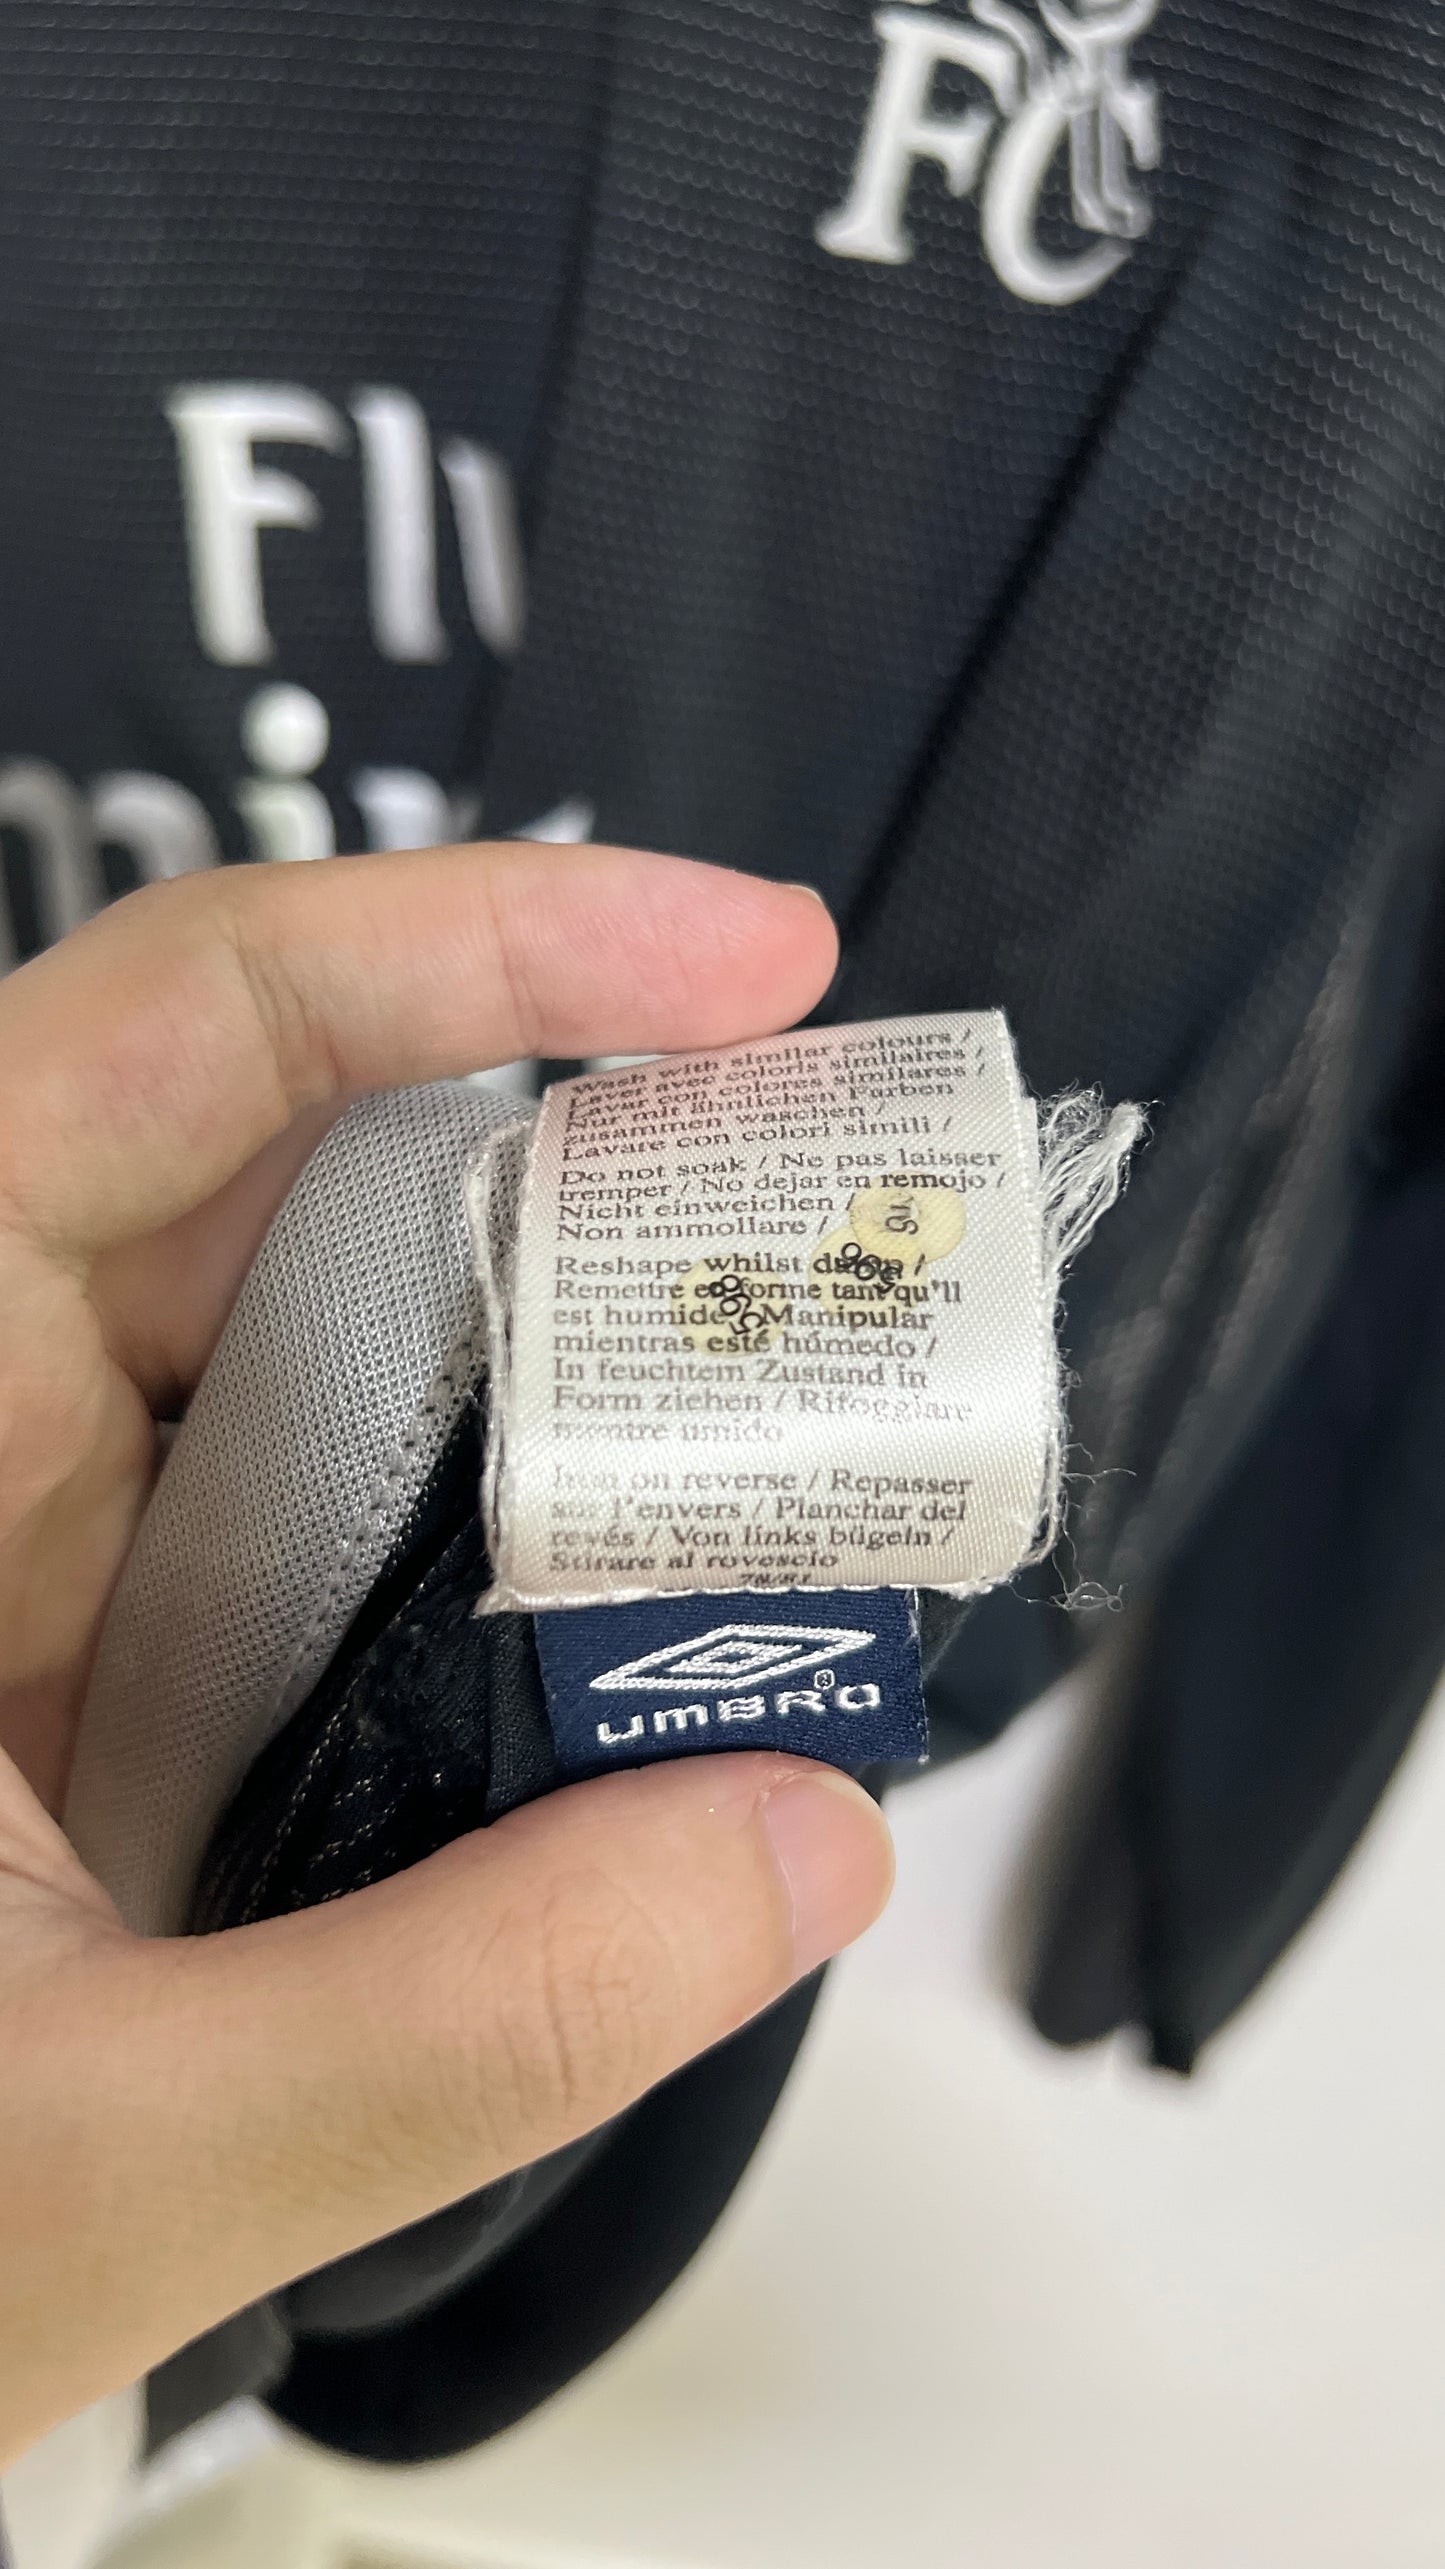 FC
Fl
mir
Wash with similar colours /
Laver avec coloris similaires /
Lavar con colores similares /
Nur mit ähnlichen Farben
zusammen waschen /
Lavare con colori simili /
Do not soak / Ne pas laisser
tremper / No dejar en remojo /
Nicht einweichen /
Non ammollare /
Reshape whilst damp /
Remettre en forme tant qu'il
est humide / Manipular
mientras esté húmedo /
In feuchtem Zustand in
Form ziehen / Rifoggiare
mentre umido
Iron on reverse / Repasser
sur l'envers / Planchar del
revés / Von links bügeln /
Stirare al rovescio
598
598
umbro®